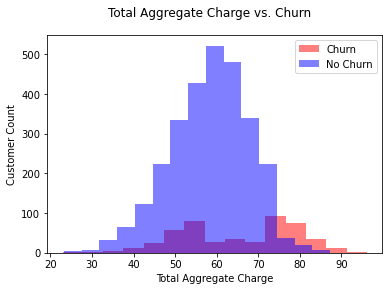 Total Aggregate Charge vs. Churn
Churn
No Churn
Customer Count
500
400
300
200
100
0
20 30 40 50 60 70 80 90
Total Aggregate Charge